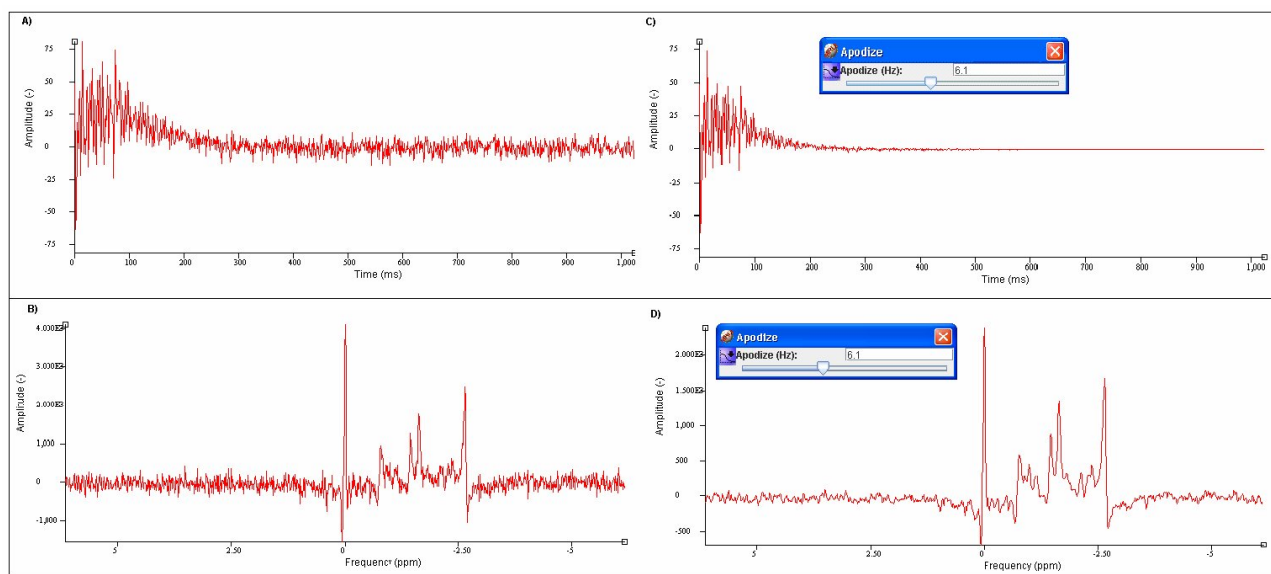 A)
Amplitude (-)
75
50
25
0
-25
-50
-75
0 100 200 300 400 500 600 700 800 900 1,000
Time (ms)
C)
Apodize
Apodize (Hz): 6.1
Amplitude (-)
75
50
25
0
-25
-50
-75
0 100 200 300 400 500 600 700 800 900 1,000
Time (ms)
B)
Amplitude (-)
1,000
0
5 2.50 0 -2.50 -5
Frequency (ppm)
D)
Apodize
Apodize (Hz): 6.1
Amplitude (-)
1,000
500
0
-500
5 2.50 0 -2.50 -5
Frequency (ppm)